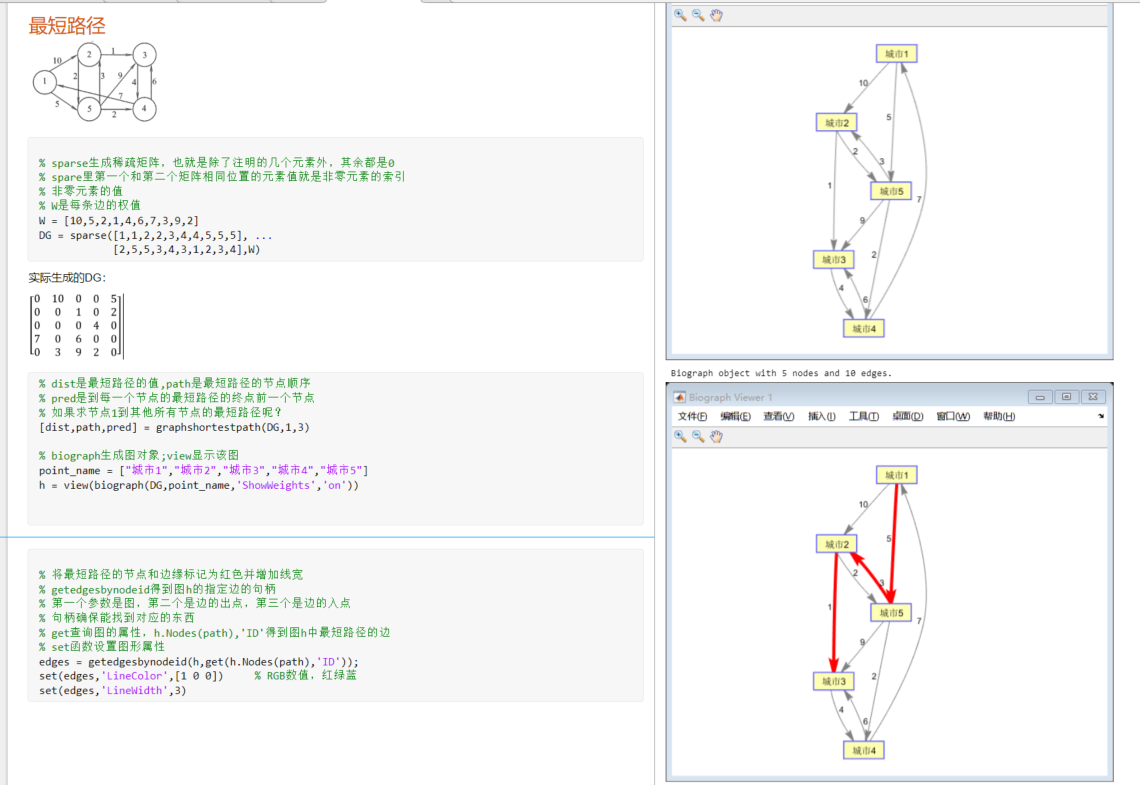 最短路径
10
1
2
3
1
2
3
9
4
6
7
5
5
2
4
% sparse生成稀疏矩阵，也就是除了注明的几个元素外，其余都是0
% spare里第一个和第二个矩阵相同位置的元素值就是非零元素的索引
% 非零元素的值
% W是每条边的权值
W = [10,5,2,1,4,6,7,3,9,2]
DG = sparse([1,1,2,2,3,4,4,5,5,5], ...
[2,5,5,3,4,3,1,2,3,4],W)
实际生成的DG:
0 10 0 0 5
0 0 1 0 2
0 0 0 4 0
7 0 6 0 0
0 3 9 2 0
% dist是最短路径的值,path是最短路径的节点顺序
% pred是到每一个节点的最短路径的终点前一个节点
% 如果求节点1到其他所有节点的最短路径呢?
[dist,path,pred] = graphshortestpath(DG,1,3)
% biograph生成图对象;view显示该图
point_name = ["城市1","城市2","城市3","城市4","城市5"]
h = view(biograph(DG,point_name,'ShowWeights','on'))
% 将最短路径的节点和边缘标记为红色并增加线宽
% getedgesbynodeid得到图h的指定边的句柄
% 第一个参数是图，第二个是边的出点，第三个是边的入点
% 句柄确保能找到对应的东西
% get查询图的属性，h.Nodes(path),'ID'得到图h中最短路径的边
% set函数设置图形属性
edges = getedgesbynodeid(h,get(h.Nodes(path),'ID'));
set(edges,'LineColor',[1 0 0]) % RGB数值，红绿蓝
set(edges,'LineWidth',3)
城市1
10
5
城市2
2
3
1
城市5
7
9
2
城市3
4
6
城市4
Biograph object with 5 nodes and 10 edges.
Biograph Viewer 1
文件(F) 编辑(E) 查看(V) 插入(I) 工具(T) 桌面(D) 窗口(W) 帮助(H)
城市1
10
5
城市2
2
3
1
城市5
7
9
2
城市3
4
6
城市4